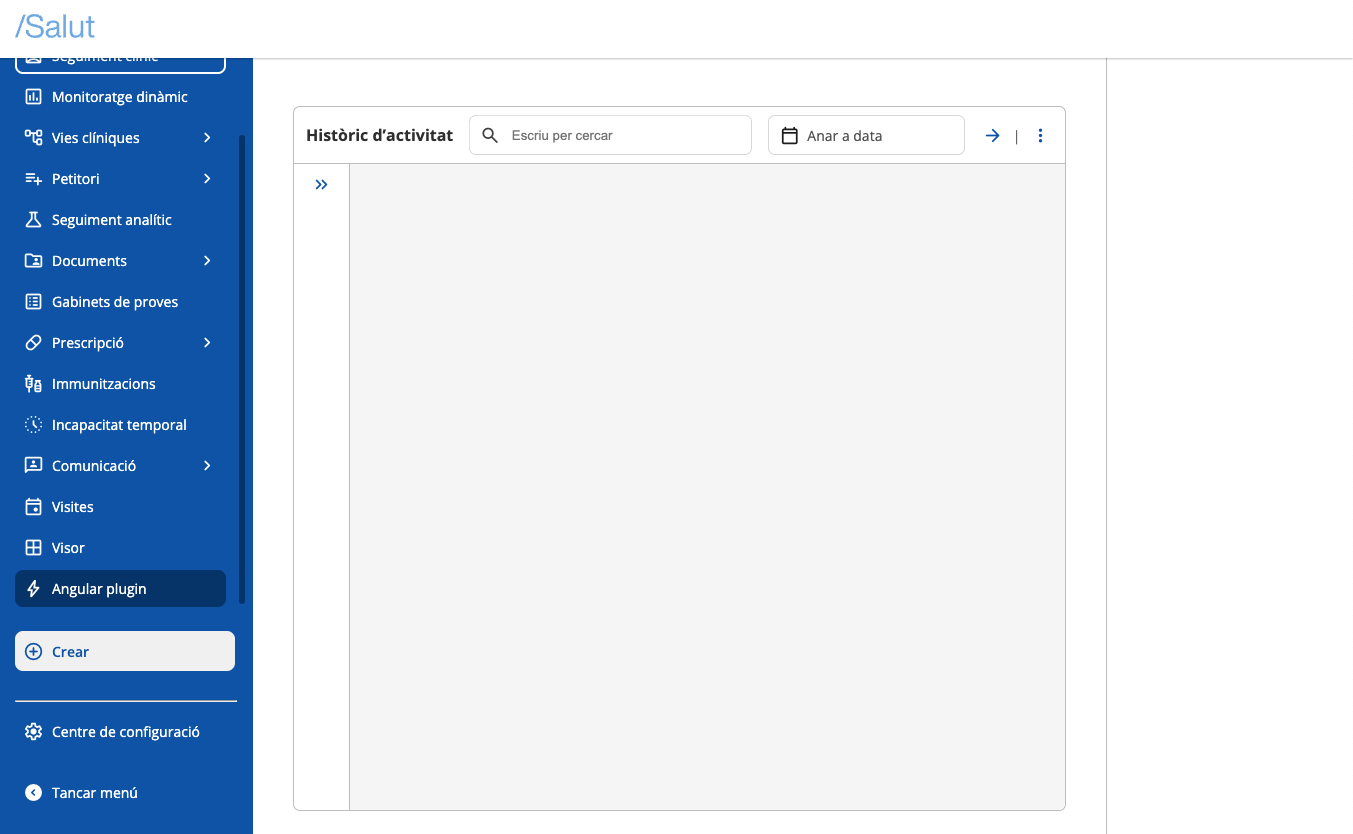 /Salut
Seguiment clínic
Monitoratge dinàmic
Vies clíniques
Petitori
Seguiment analític
Documents
Gabinets de proves
Prescripció
Immunitzacions
Incapacitat temporal
Comunicació
Visites
Visor
Angular plugin
Crear
Centre de configuració
Tancar menú
Històric d’activitat
Escriu per cercar
Anar a data
|